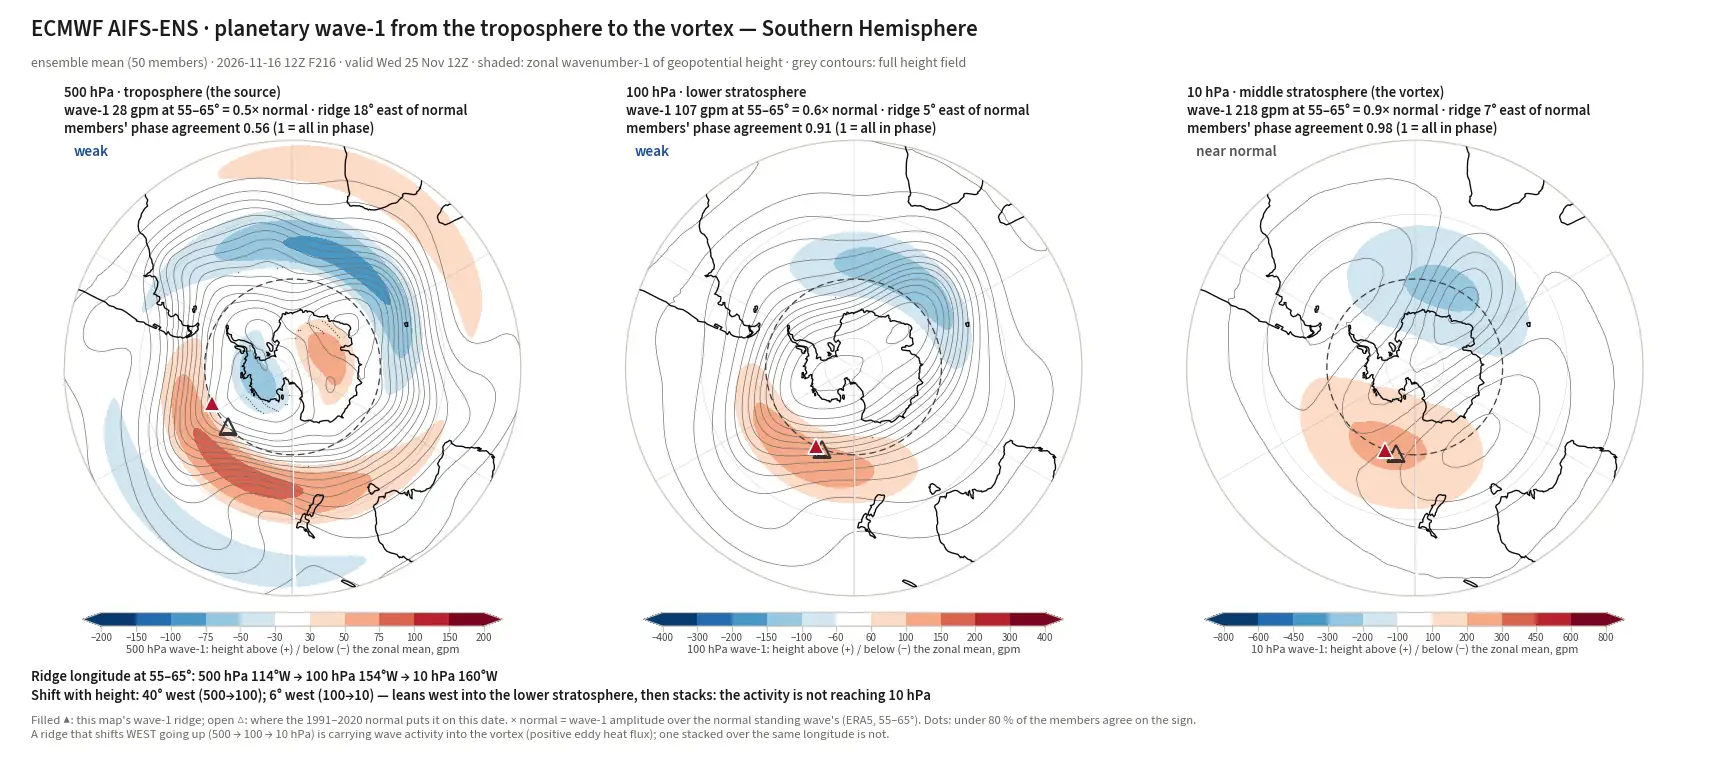 ECMWF AIFS-ENS · planetary wave-1 from the troposphere to the vortex — Southern Hemisphere
ensemble mean (50 members) · 2026-11-16 12Z F216 · valid Wed 25 Nov 12Z · shaded: zonal wavenumber-1 of geopotential height · grey contours: full height field
500 hPa · troposphere (the source)
wave-1 28 gpm at 55–65° = 0.5× normal · ridge 18° east of normal
members' phase agreement 0.56 (1 = all in phase)
weak
100 hPa · lower stratosphere
wave-1 107 gpm at 55–65° = 0.6× normal · ridge 5° east of normal
members' phase agreement 0.91 (1 = all in phase)
weak
10 hPa · middle stratosphere (the vortex)
wave-1 218 gpm at 55–65° = 0.9× normal · ridge 7° east of normal
members' phase agreement 0.98 (1 = all in phase)
near normal
−200 −150 −100 −75 −50 −30 30 50 75 100 150 200
500 hPa wave-1: height above (+) / below (−) the zonal mean, gpm
−400 −300 −200 −150 −100 −60 60 100 150 200 300 400
100 hPa wave-1: height above (+) / below (−) the zonal mean, gpm
−800 −600 −450 −300 −200 −100 100 200 300 450 600 800
10 hPa wave-1: height above (+) / below (−) the zonal mean, gpm
Ridge longitude at 55–65°: 500 hPa 114°W → 100 hPa 154°W → 10 hPa 160°W
Shift with height: 40° west (500→100); 6° west (100→10) — leans west into the lower stratosphere, then stacks: the activity is not reaching 10 hPa
Filled ▲: this map's wave-1 ridge; open △: where the 1991–2020 normal puts it on this date. × normal = wave-1 amplitude over the normal standing wave's (ERA5, 55–65°). Dots: under 80 % of the members agree on the sign.
A ridge that shifts WEST going up (500 → 100 → 10 hPa) is carrying wave activity into the vortex (positive eddy heat flux); one stacked over the same longitude is not.